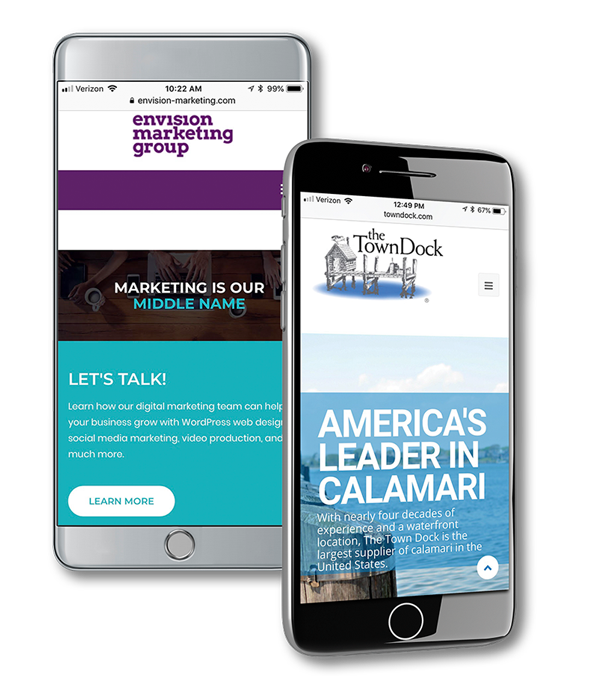 Verizon 10:22 AM 99%
envision-marketing.com
envision
marketing
group
MARKETING IS OUR
MIDDLE NAME
LET'S TALK!
Learn how our digital marketing team can help
your business grow with WordPress web design
social media marketing, video production, and
much more.
LEARN MORE
Verizon 12:49 PM 67%
towndock.com
the
TownDock
®
AMERICA'S
LEADER IN
CALAMARI
With nearly four decades of
experience and a waterfront
location, The Town Dock is the
largest supplier of calamari in the
United States.